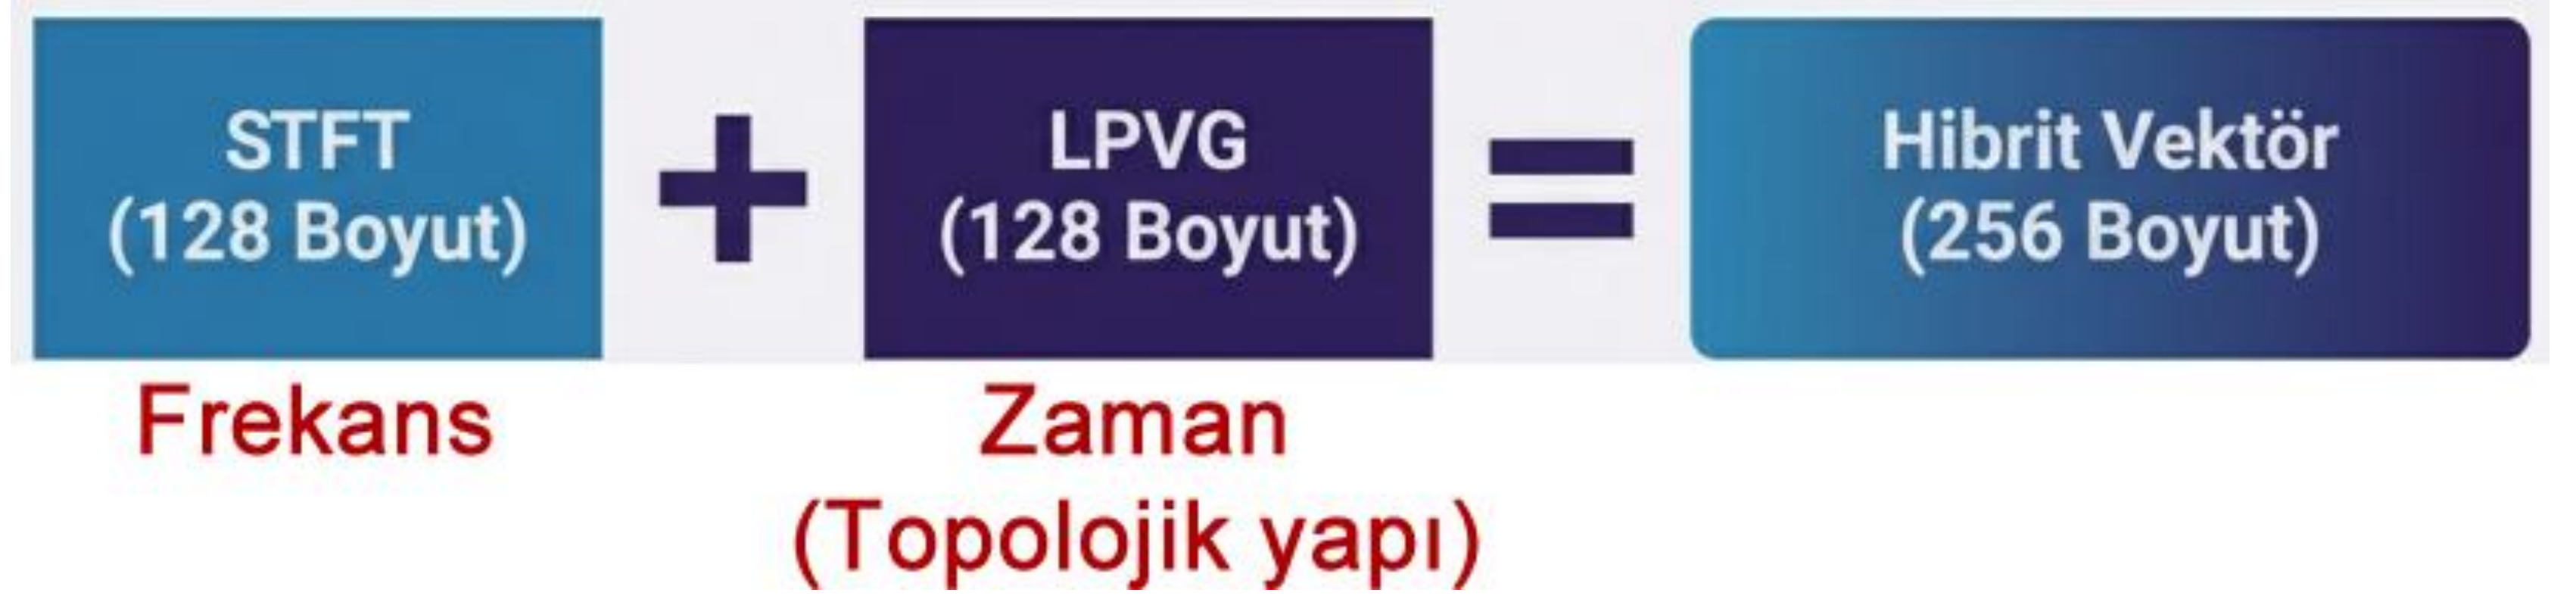 STFT
(128 Boyut)
+
LPVG
(128 Boyut)
=
Hibrit Vektör
(256 Boyut)
Frekans
Zaman
(Topolojik yapı)